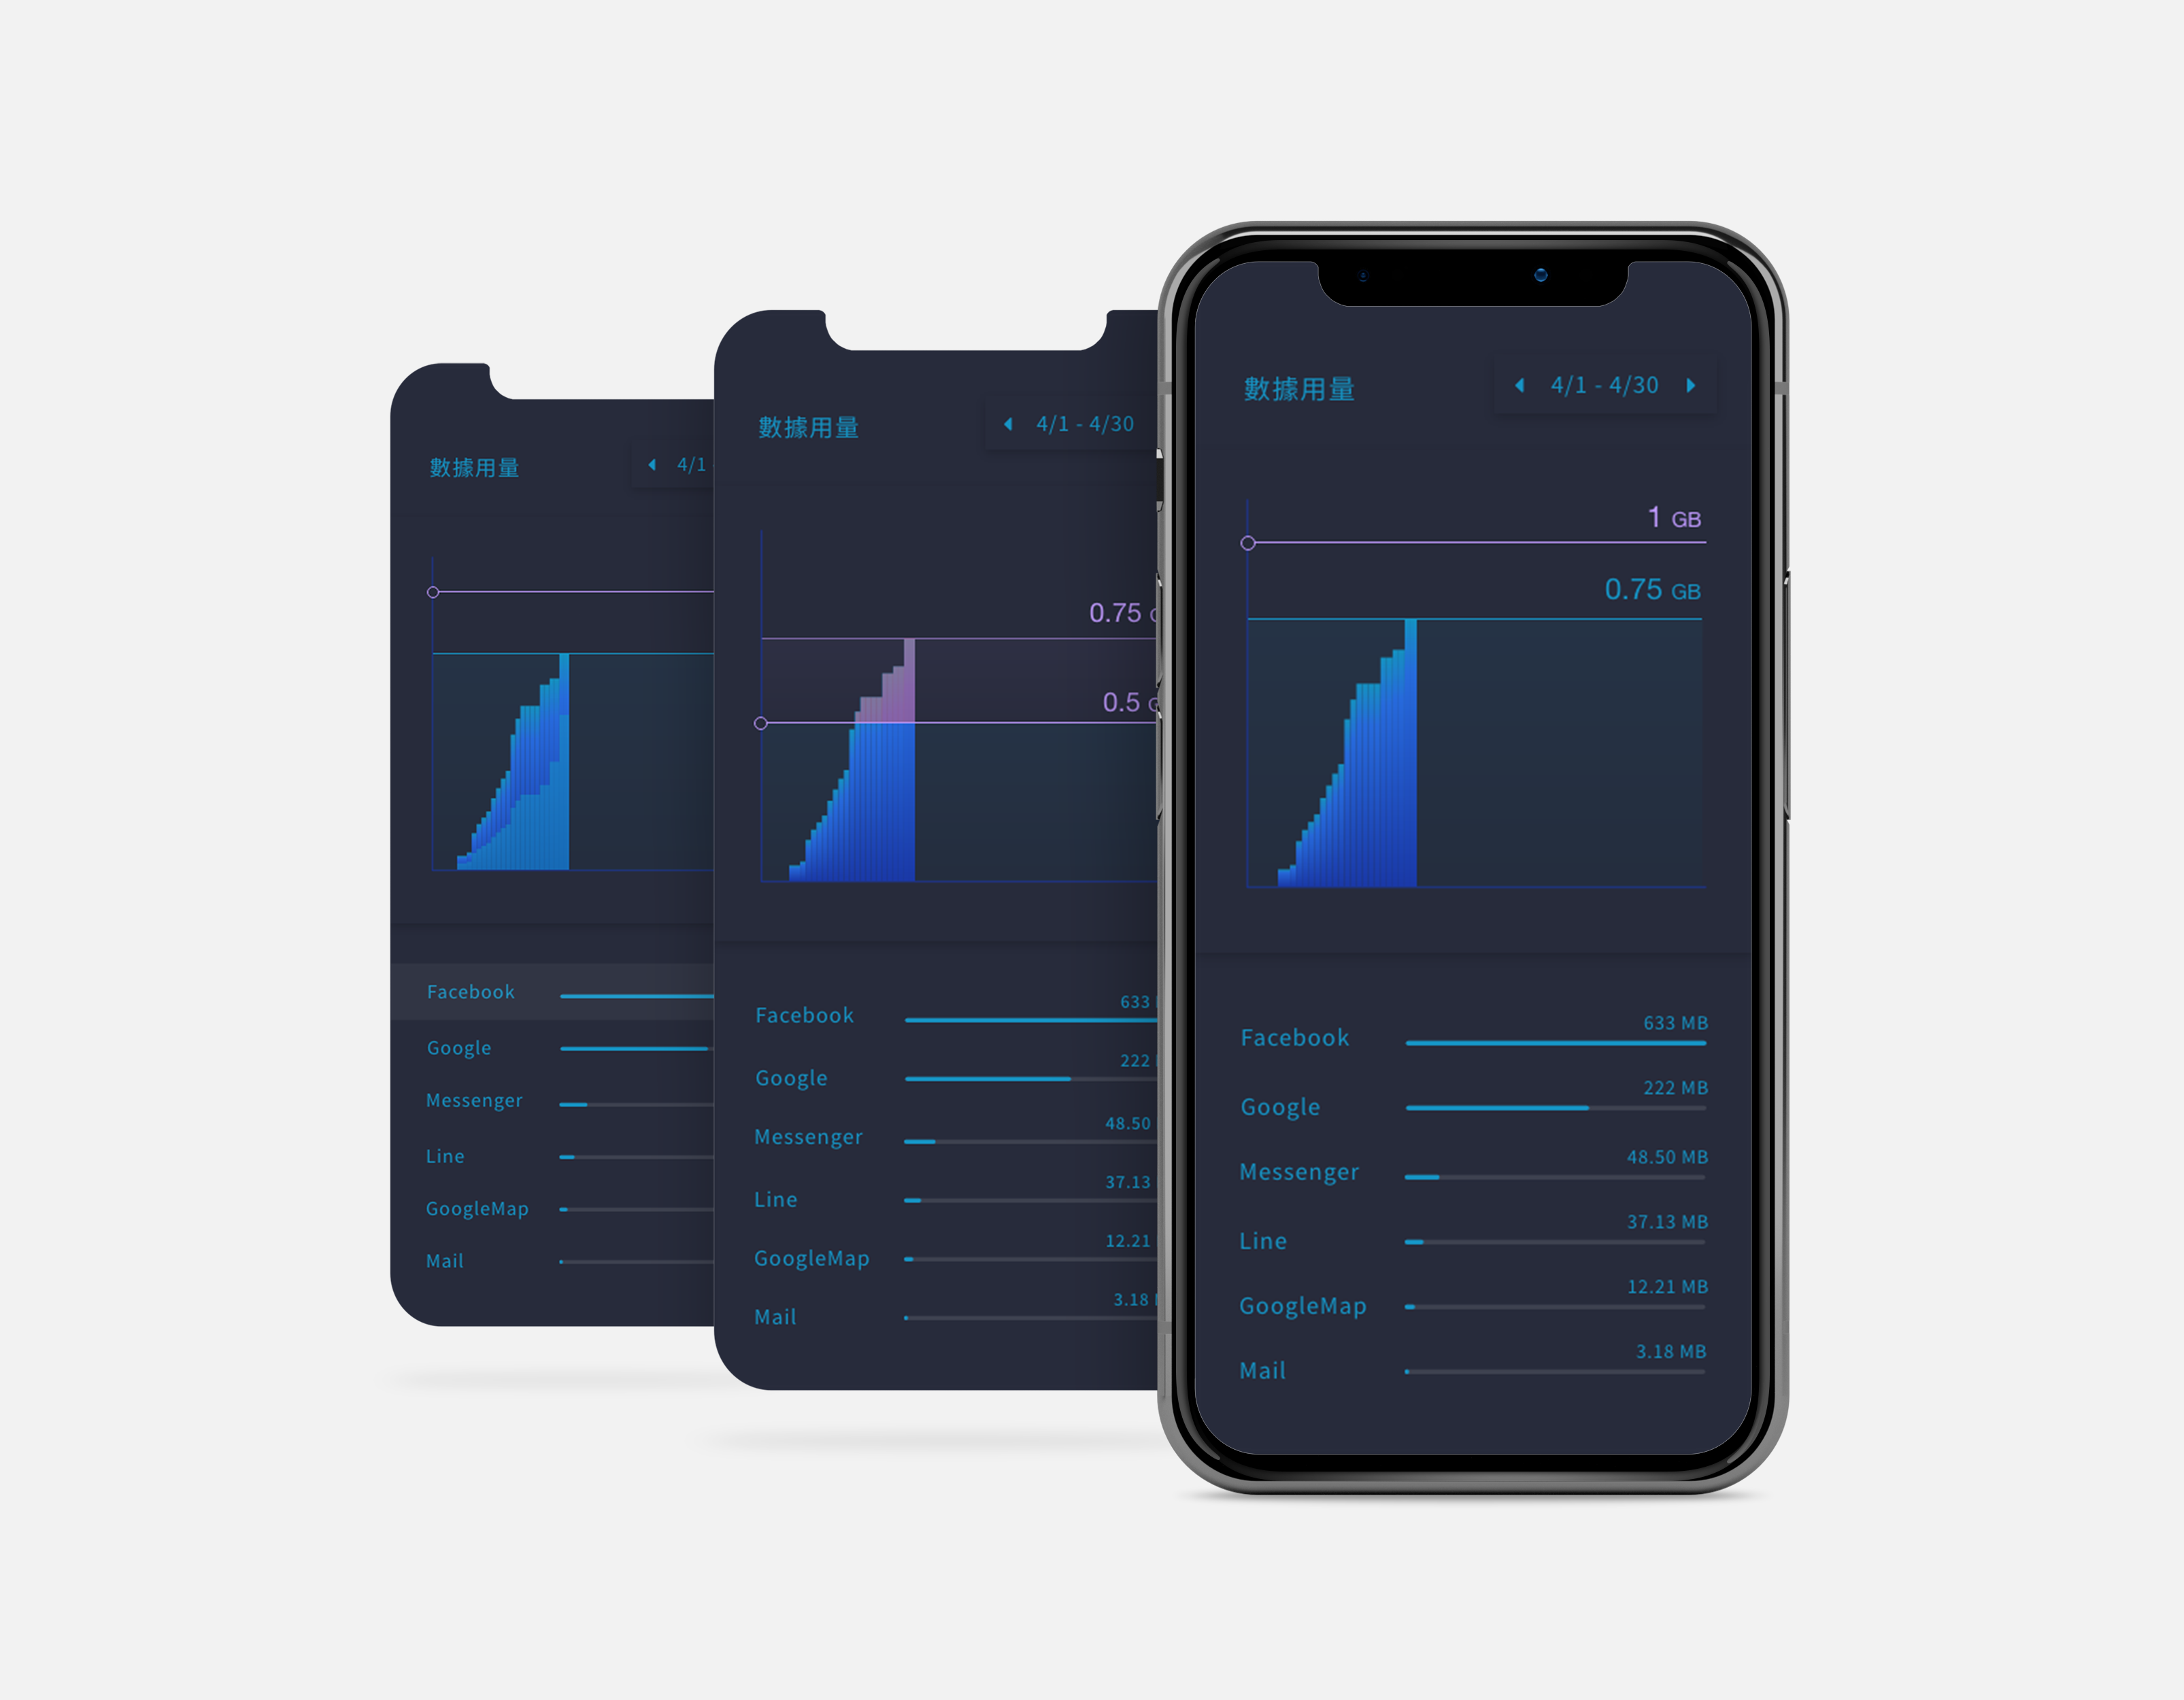 數據用量
4/1
Facebook
Google
Messenger
Line
GoogleMap
Mail
數據用量
4/1 - 4/30
0.75
0.5
Facebook
633
Google
222
Messenger
48.50
Line
37.13
GoogleMap
12.21
Mail
3.18
數據用量
4/1 - 4/30
1 GB
0.75 GB
Facebook
633 MB
Google
222 MB
Messenger
48.50 MB
Line
37.13 MB
GoogleMap
12.21 MB
Mail
3.18 MB